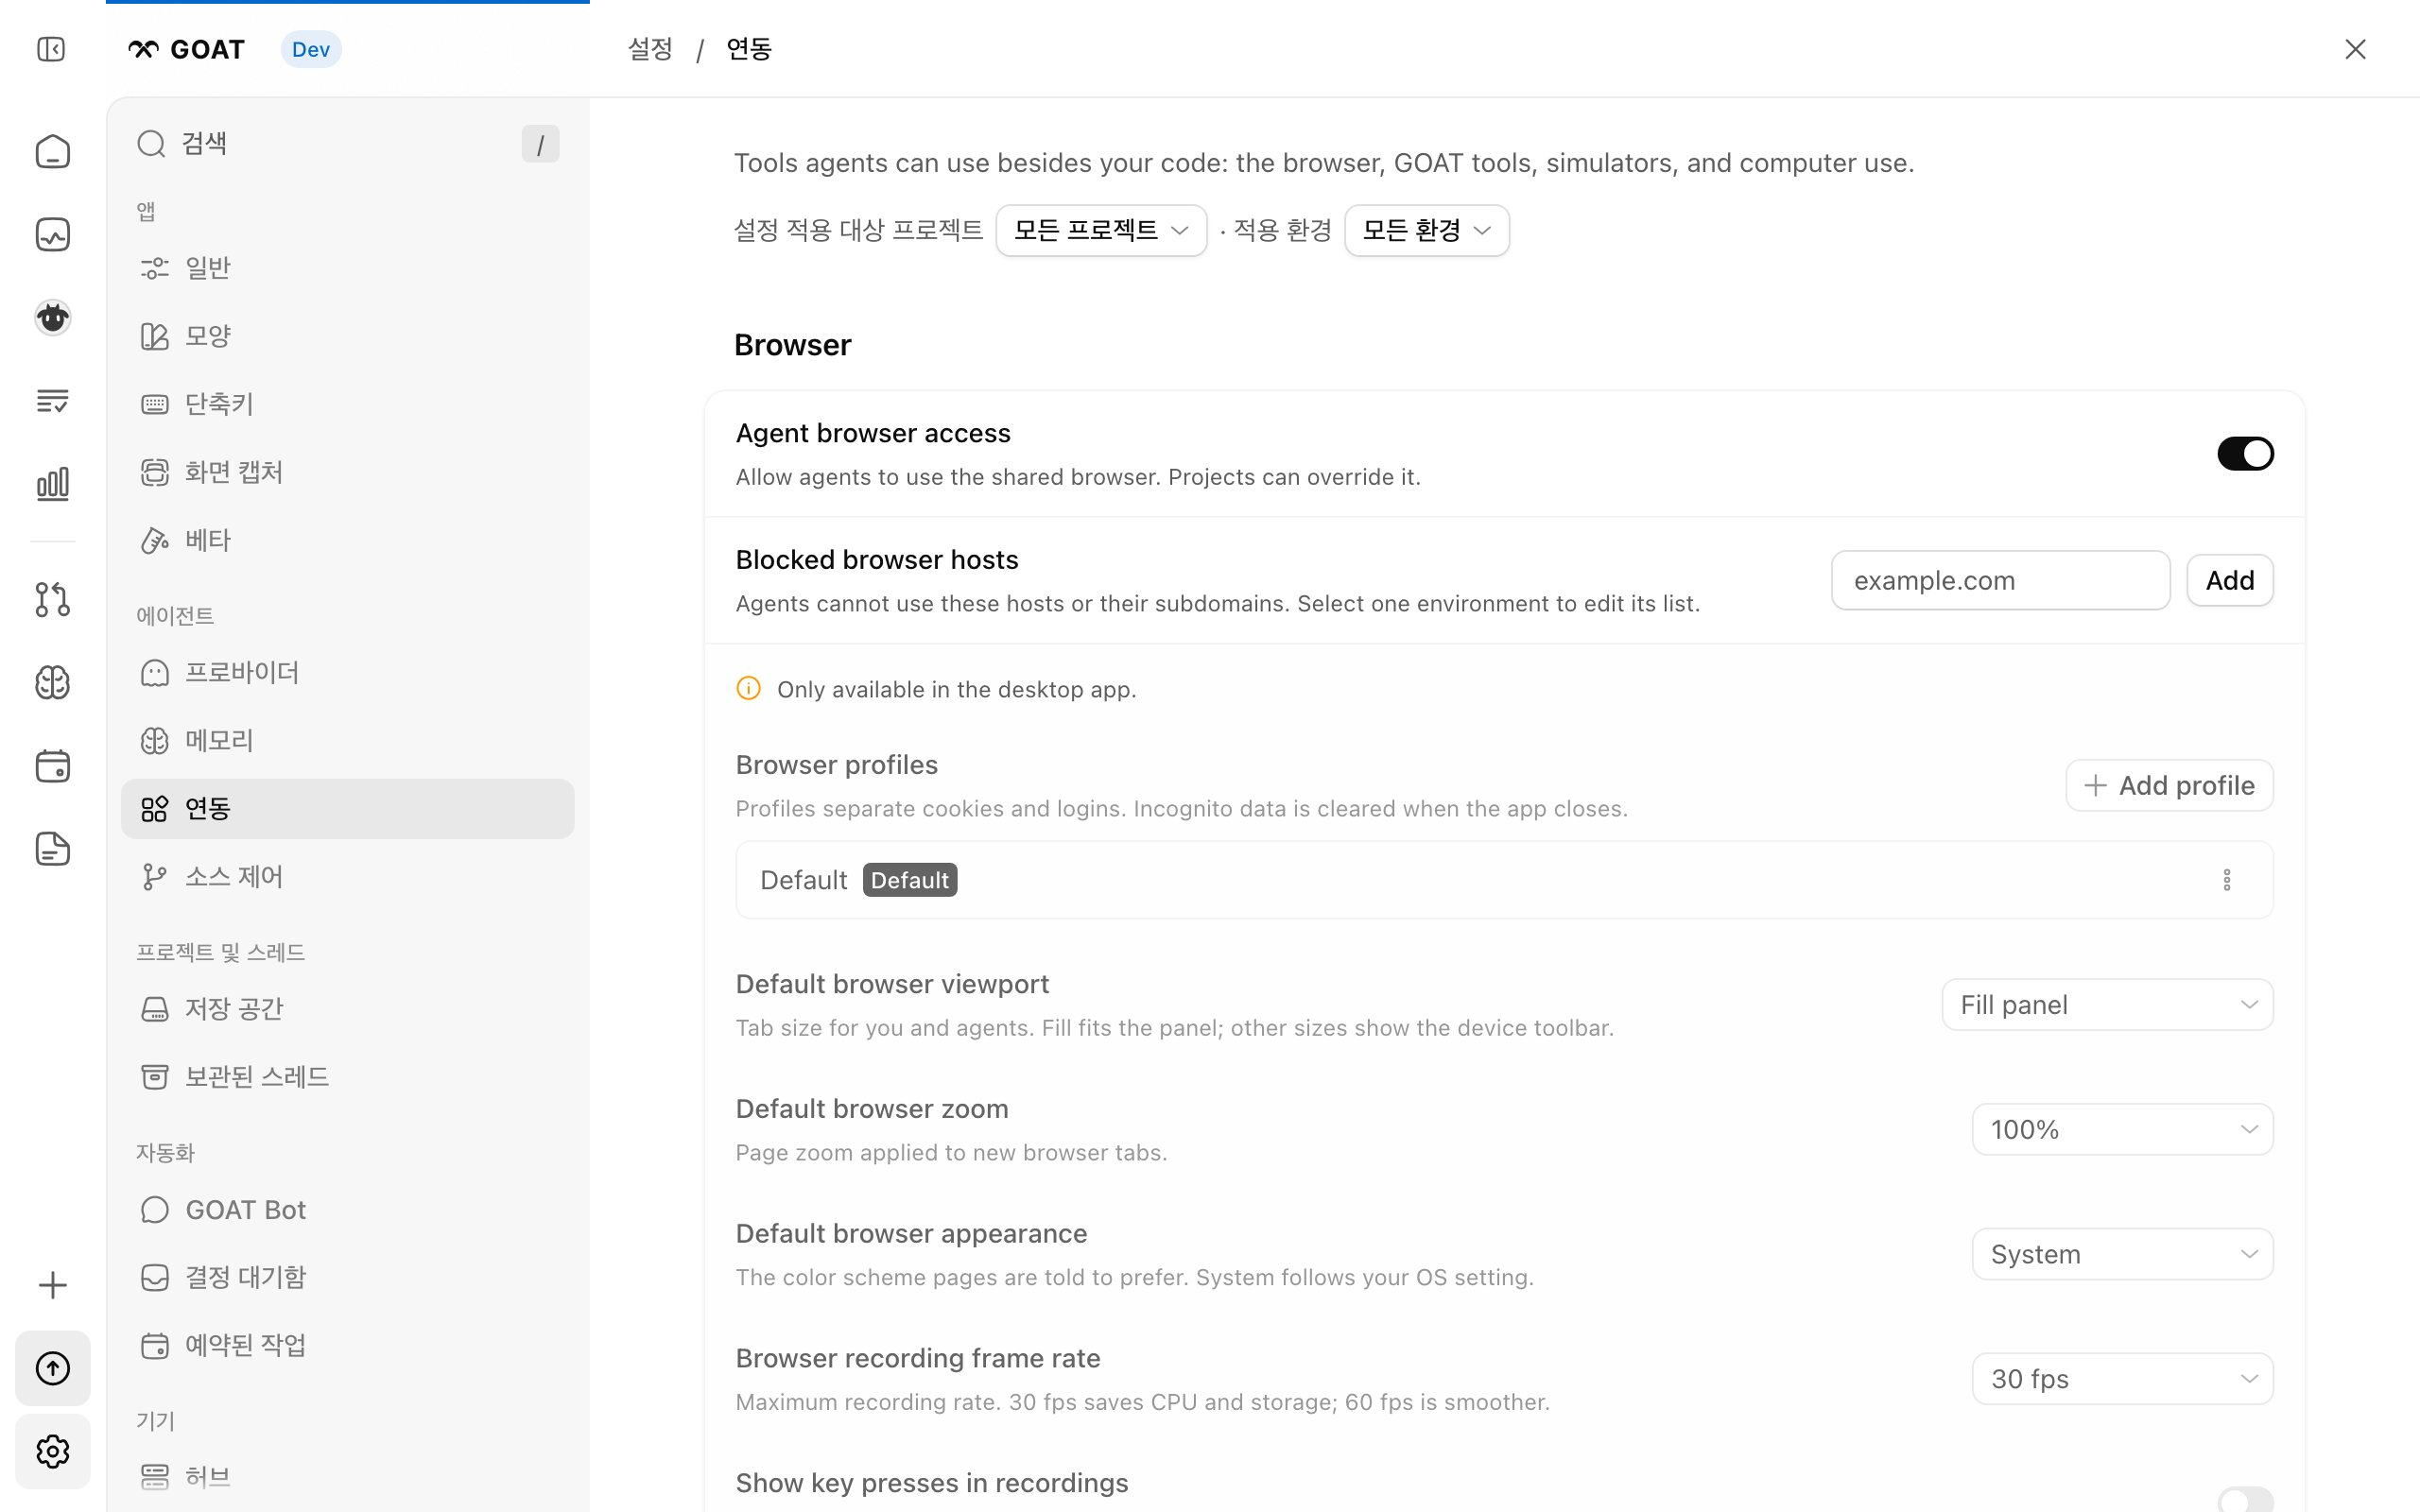 GOAT Dev
설정 / 연동
검색 /
앱
일반
모양
단축키
화면 캡처
베타
에이전트
프로바이더
메모리
연동
소스 제어
프로젝트 및 스레드
저장 공간
보관된 스레드
자동화
GOAT Bot
결정 대기함
예약된 작업
기기
허브
Tools agents can use besides your code: the browser, GOAT tools, simulators, and computer use.
설정 적용 대상 프로젝트 모든 프로젝트 · 적용 환경 모든 환경
Browser
Agent browser access
Allow agents to use the shared browser. Projects can override it.
Blocked browser hosts
Agents cannot use these hosts or their subdomains. Select one environment to edit its list.
example.com Add
Only available in the desktop app.
Browser profiles
Profiles separate cookies and logins. Incognito data is cleared when the app closes.
Add profile
Default Default
Default browser viewport
Tab size for you and agents. Fill fits the panel; other sizes show the device toolbar.
Fill panel
Default browser zoom
Page zoom applied to new browser tabs.
100%
Default browser appearance
The color scheme pages are told to prefer. System follows your OS setting.
System
Browser recording frame rate
Maximum recording rate. 30 fps saves CPU and storage; 60 fps is smoother.
30 fps
Show key presses in recordings